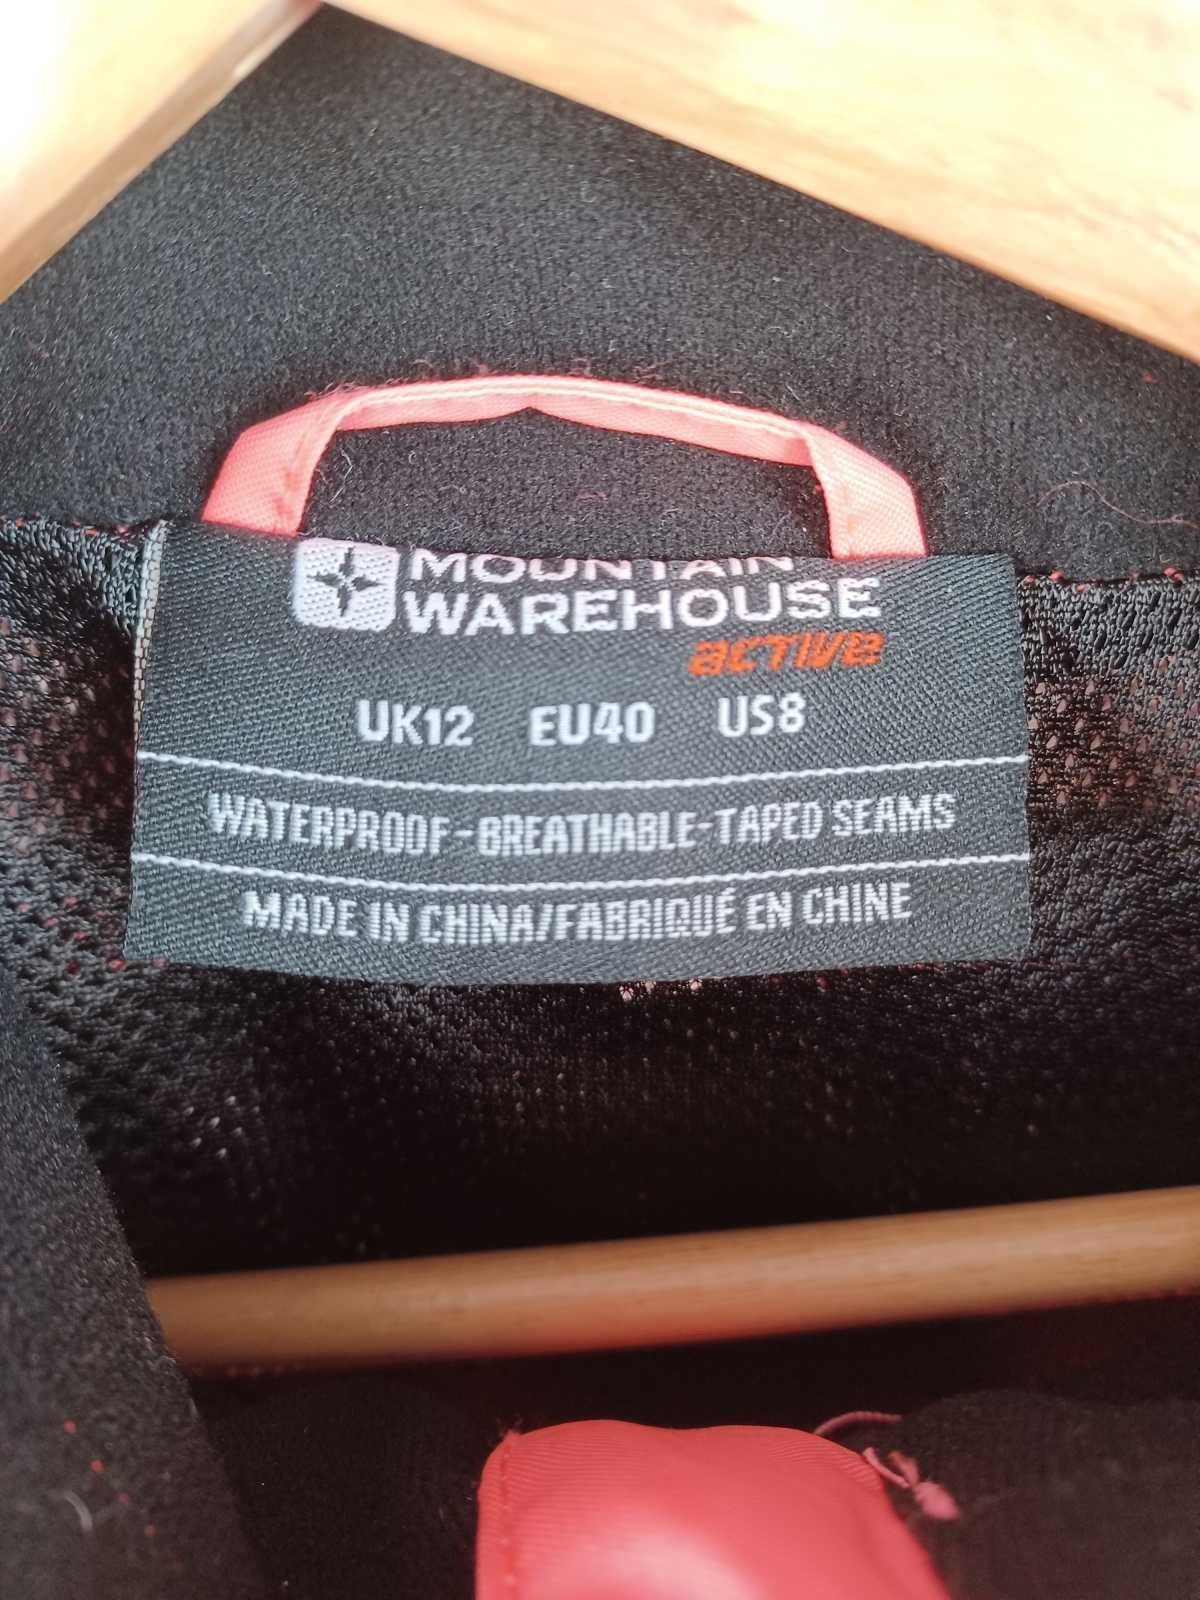 MOUNTAIN
WAREHOUSE
active
UK12 EU40 US8
WATERPROOF-BREATHABLE-TAPED SEAMS
MADE IN CHINA/FABRIQUÉ EN CHINE